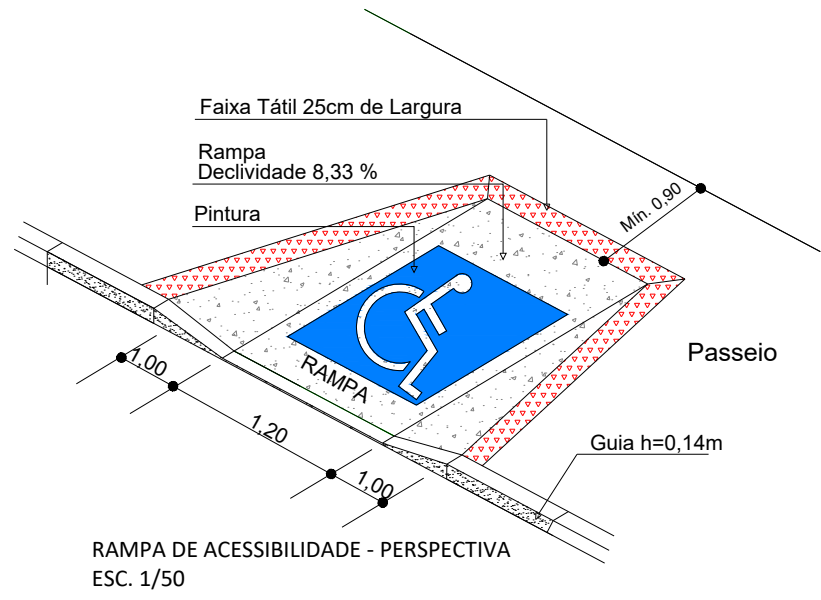 Faixa Tátil 25cm de Largura
Rampa
Declividade 8,33 %
Pintura
Mín. 0,90
Passeio
RAMPA
1,00
1,20
1,00
Guia h=0,14m
RAMPA DE ACESSIBILIDADE - PERSPECTIVA
ESC. 1/50